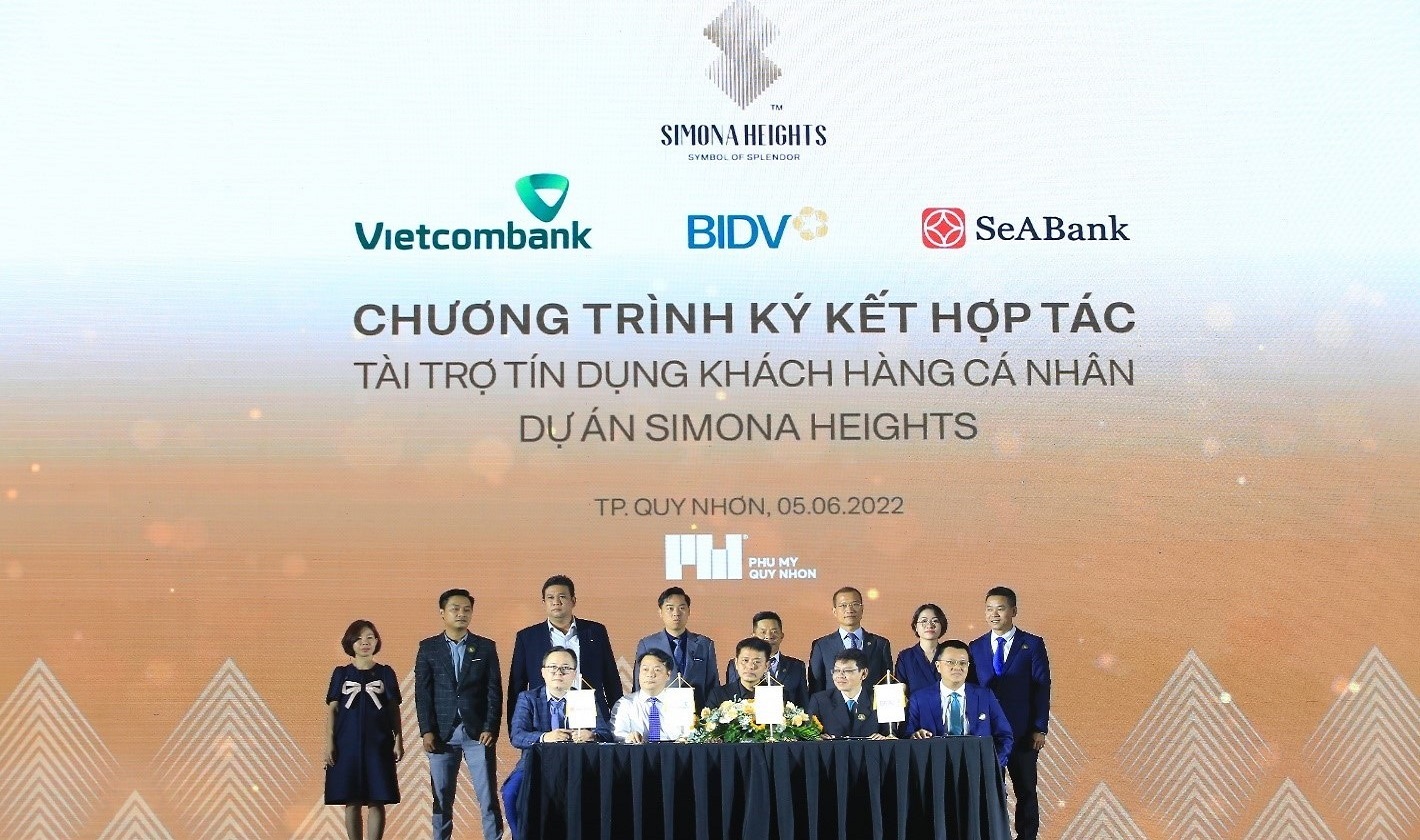 TM
SIMONA HEIGHTS
SYMBOL OF SPLENDOR
Vietcombank BIDV SeABank
CHƯƠNG TRÌNH KÝ KẾT HỢP TÁC
TÀI TRỢ TÍN DỤNG KHÁCH HÀNG CÁ NHÂN
DỰ ÁN SIMONA HEIGHTS
TP. QUY NHƠN, 05.06.2022
PHU MY
QUY NHON